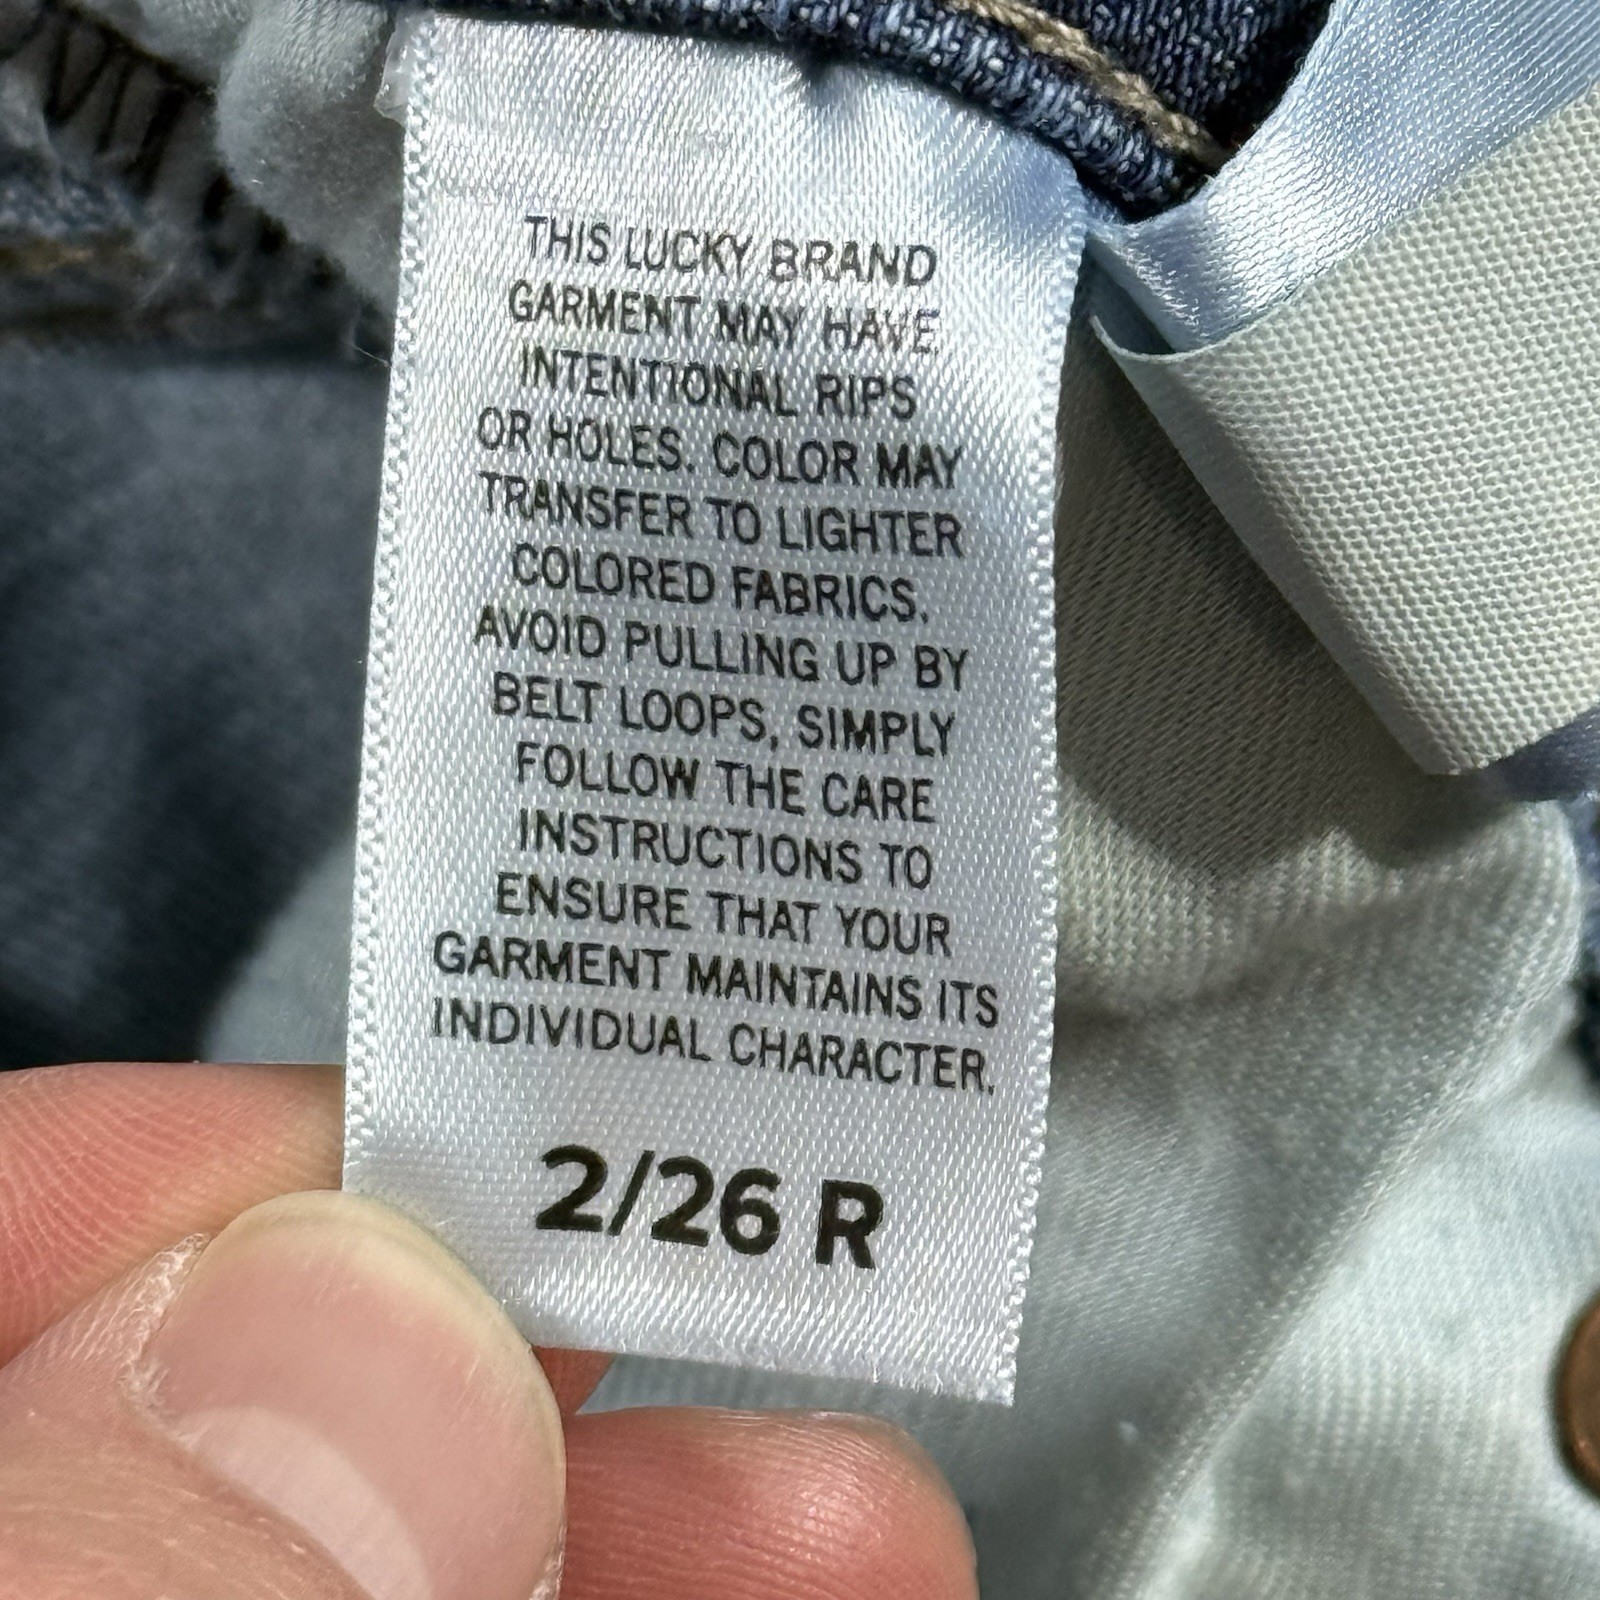 THIS LUCKY BRAND
GARMENT MAY HAVE
INTENTIONAL RIPS
OR HOLES. COLOR MAY
TRANSFER TO LIGHTER
COLORED FABRICS.
AVOID PULLING UP BY
BELT LOOPS, SIMPLY
FOLLOW THE CARE
INSTRUCTIONS TO
ENSURE THAT YOUR
GARMENT MAINTAINS ITS
INDIVIDUAL CHARACTER.
2/26 R